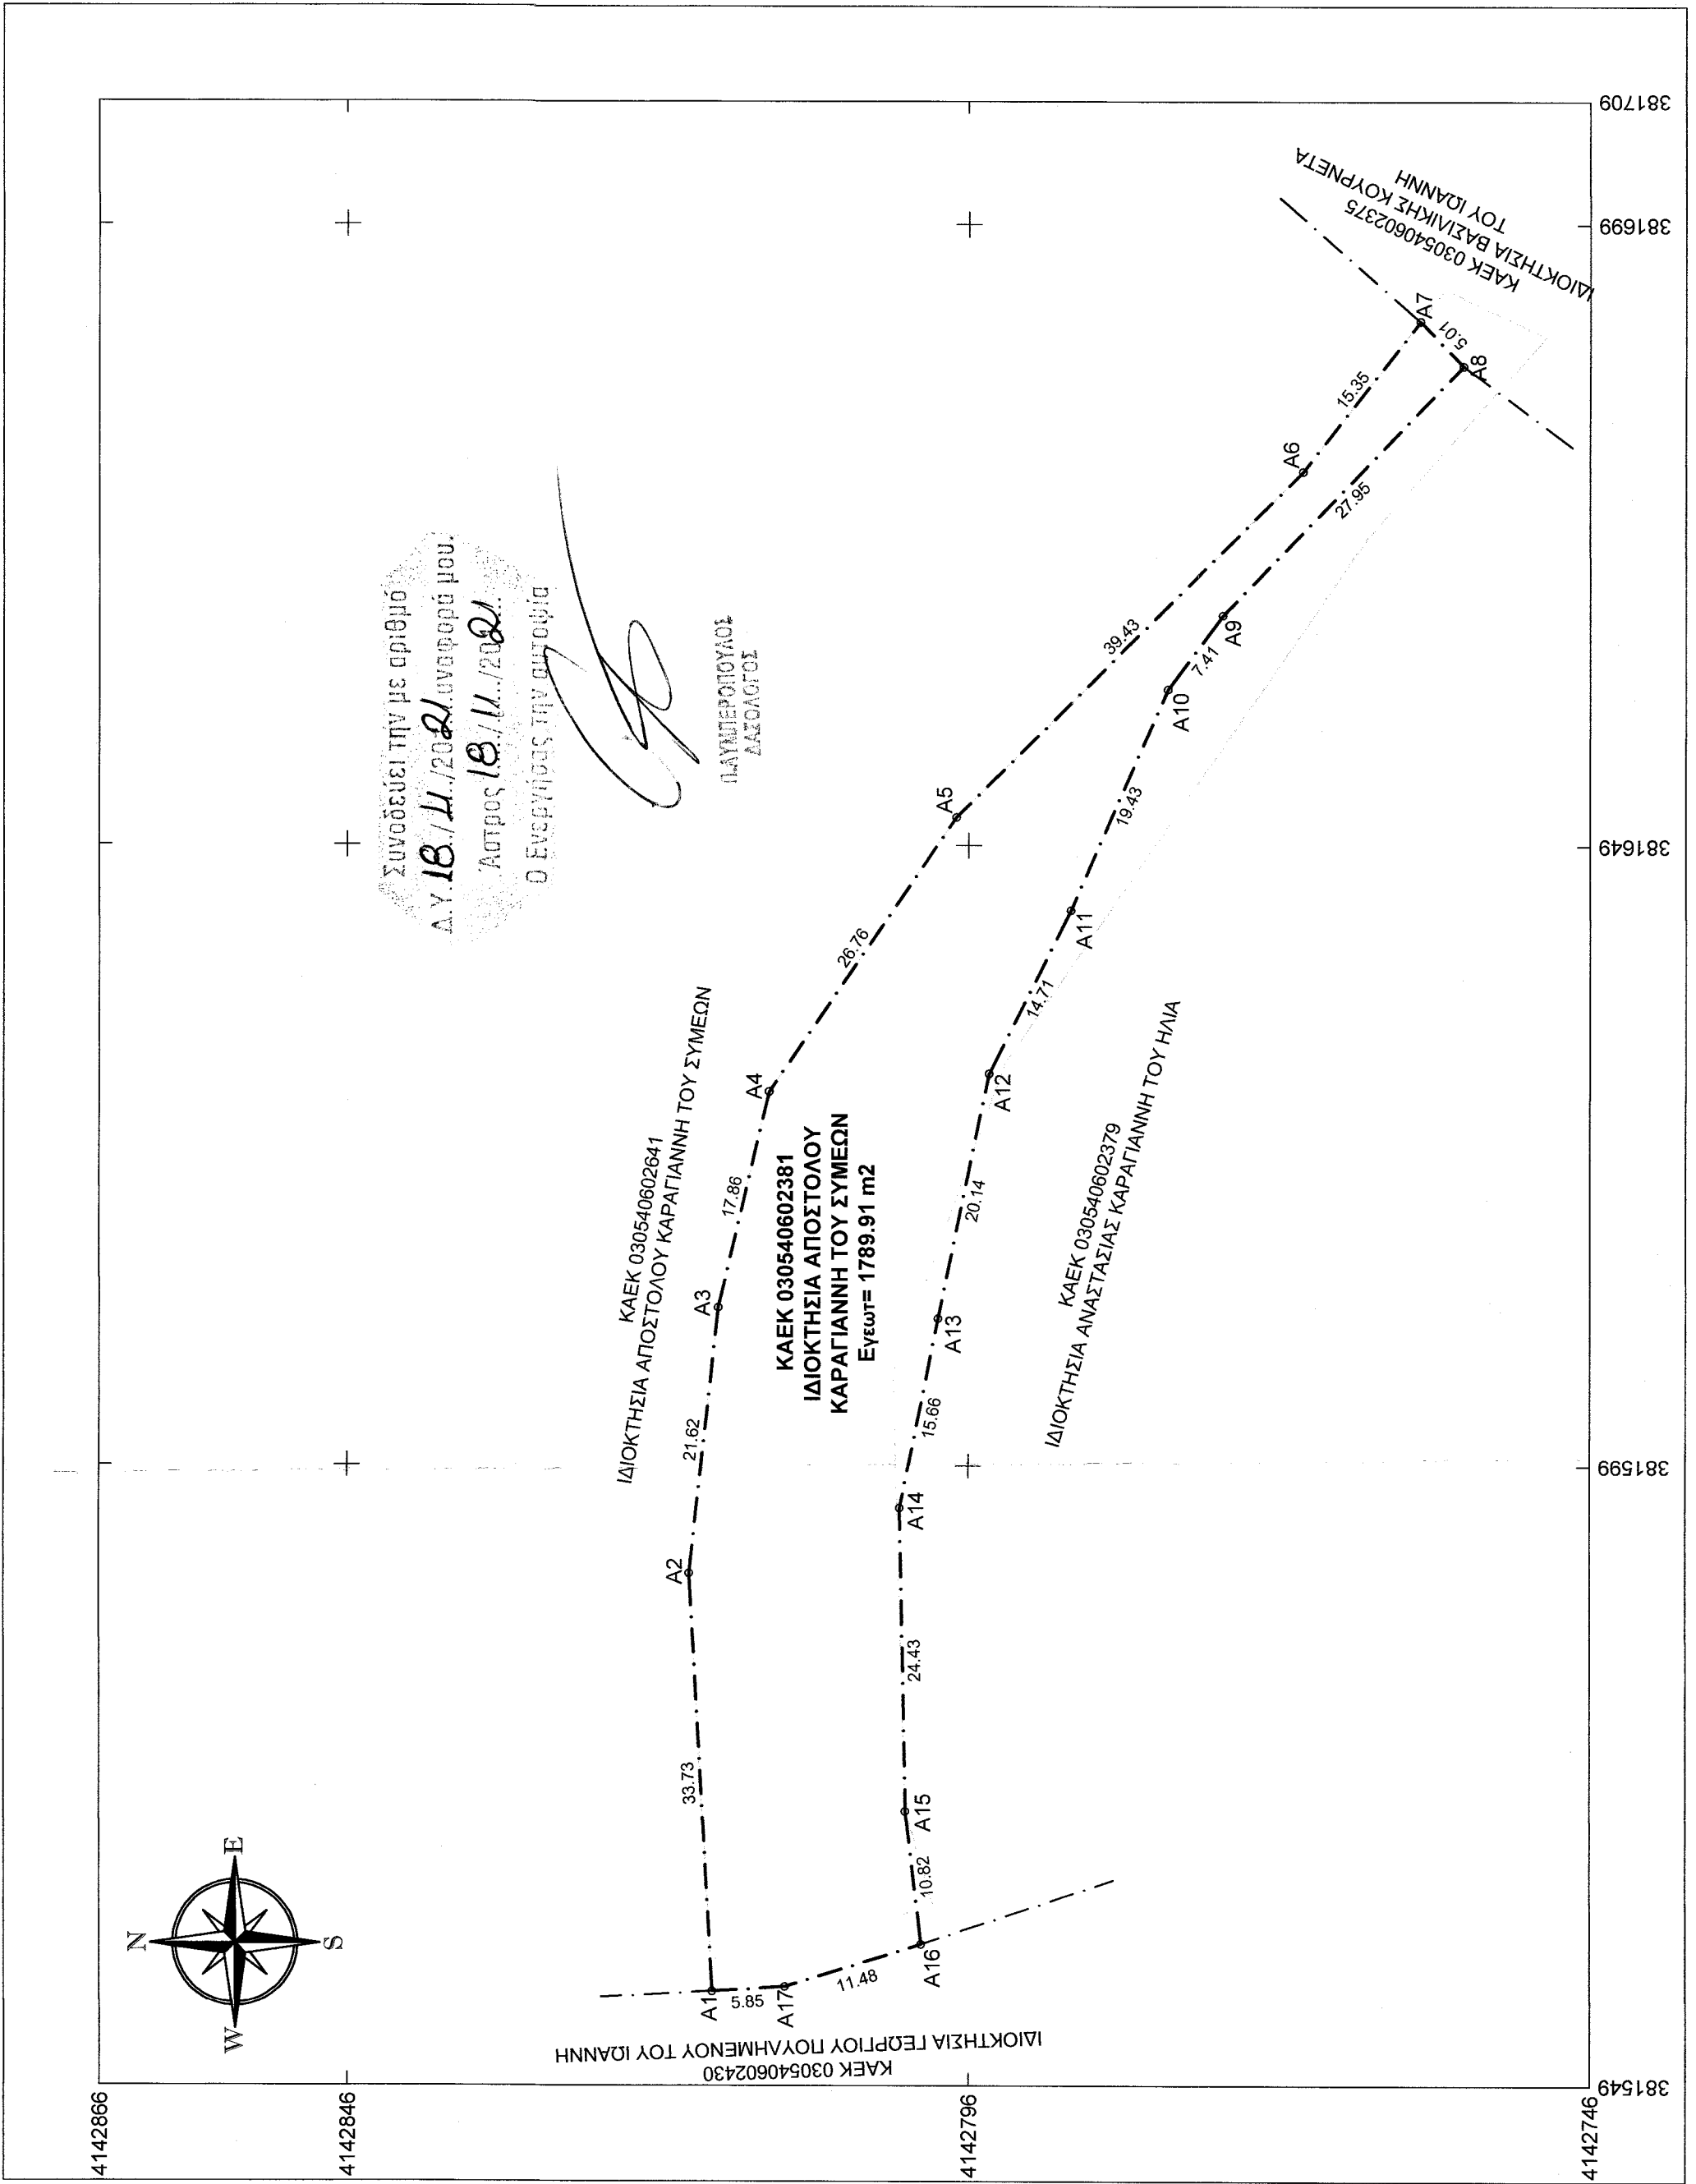 N
W
E
S
4142866
4142846
4142796
4142746
381549
381599
381649
381699
381709
Συνοδεύει την με αριθμό
Δ.Υ. 18/11/2021 αναφορά μου.
Άστρος 18/11/2021
Ο Ενεργήσας την αυτοψία
ΔΑΣΟΛΟΓΟΣ
ΚΑΕΚ 030540602641
ΙΔΙΟΚΤΗΣΙΑ ΑΠΟΣΤΟΛΟΥ ΚΑΡΑΓΙΑΝΝΗ ΤΟΥ ΣΥΜΕΩΝ
ΚΑΕΚ 030540602381
ΙΔΙΟΚΤΗΣΙΑ ΑΠΟΣΤΟΛΟΥ
ΚΑΡΑΓΙΑΝΝΗ ΤΟΥ ΣΥΜΕΩΝ
Εγεωτ= 1789.91 m2
ΚΑΕΚ 030540602379
ΙΔΙΟΚΤΗΣΙΑ ΑΝΑΣΤΑΣΙΑΣ ΚΑΡΑΓΙΑΝΝΗ ΤΟΥ ΗΛΙΑ
ΚΑΕΚ 030540602430
ΙΔΙΟΚΤΗΣΙΑ ΓΕΩΡΓΙΟΥ ΠΟΥΛΗΜΕΝΟΥ ΤΟΥ ΙΩΑΝΝΗ
ΚΑΕΚ 030540602375
ΙΔΙΟΚΤΗΣΙΑ ΒΑΣΙΛΙΚΗΣ ΚΟΥΡΝΕΤΑ
ΤΟΥ ΙΩΑΝΝΗ
A1
33.73
A2
21.62
A3
17.86
A4
26.76
A5
39.43
A6
15.35
A7
5.01
A8
27.95
A9
7.41
A10
19.43
A11
14.71
A12
20.14
A13
15.66
A14
24.43
A15
10.82
A16
11.48
A17
5.85